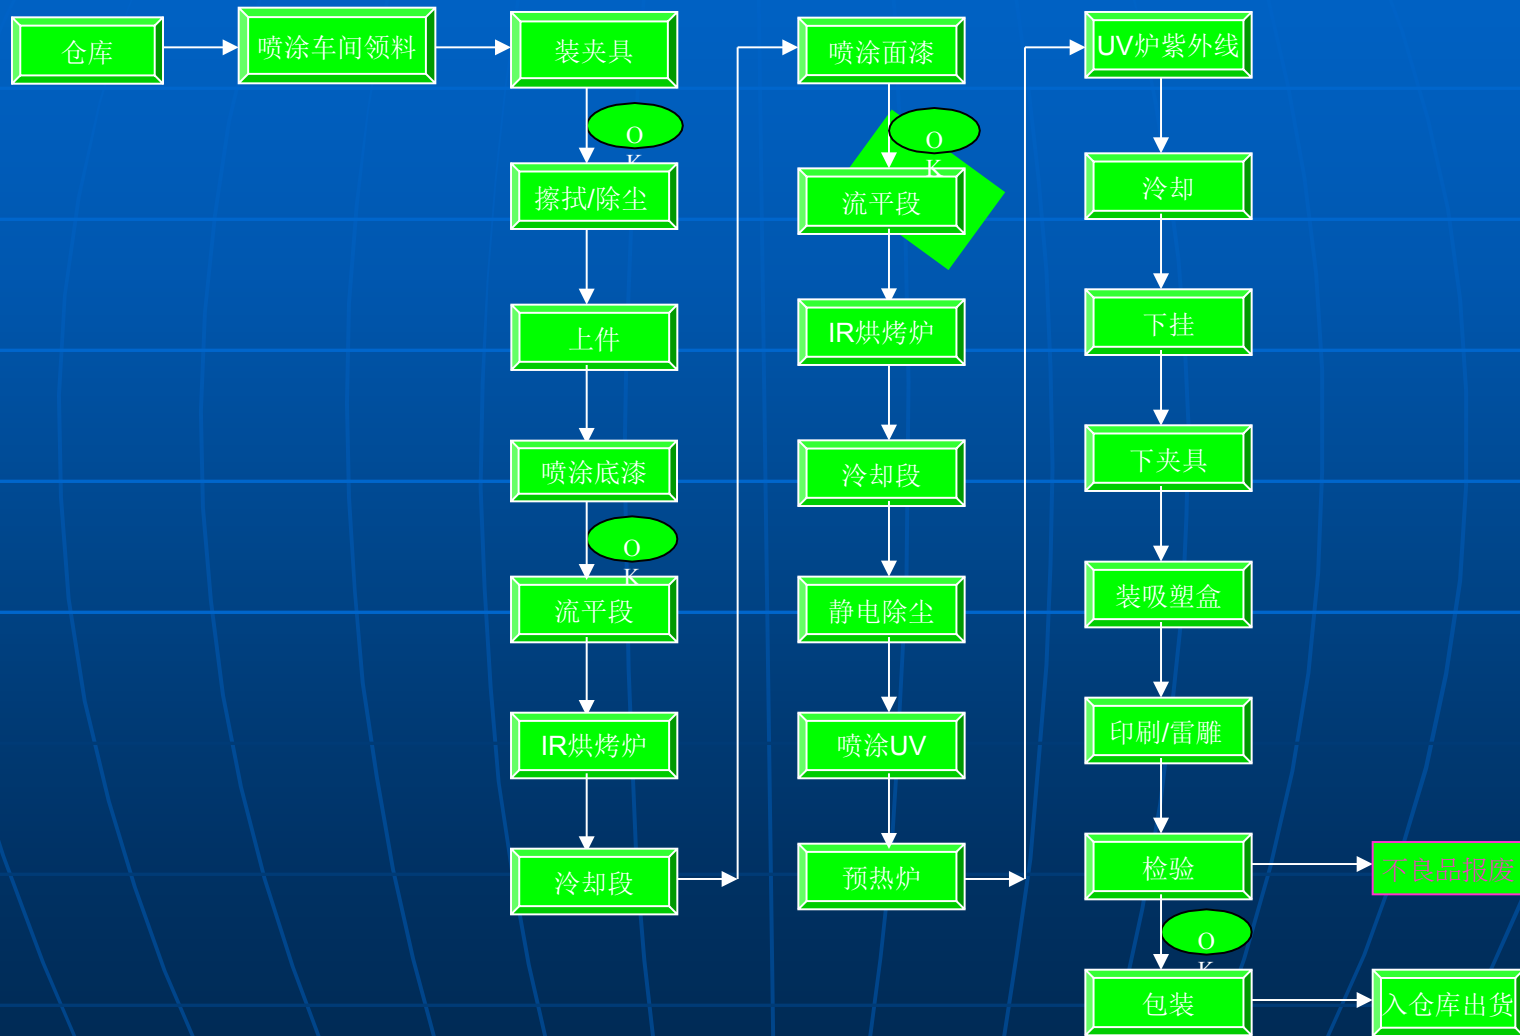 仓库
喷涂车间领料
装夹具
O
K
擦拭/除尘
上件
喷涂底漆
O
K
流平段
IR烘烤炉
冷却段
喷涂面漆
O
K
流平段
IR烘烤炉
冷却段
静电除尘
喷涂UV
预热炉
UV炉紫外线
冷却
下挂
下夹具
装吸塑盒
印刷/雷雕
检验
不良品报废
O
K
包装
入仓库出货